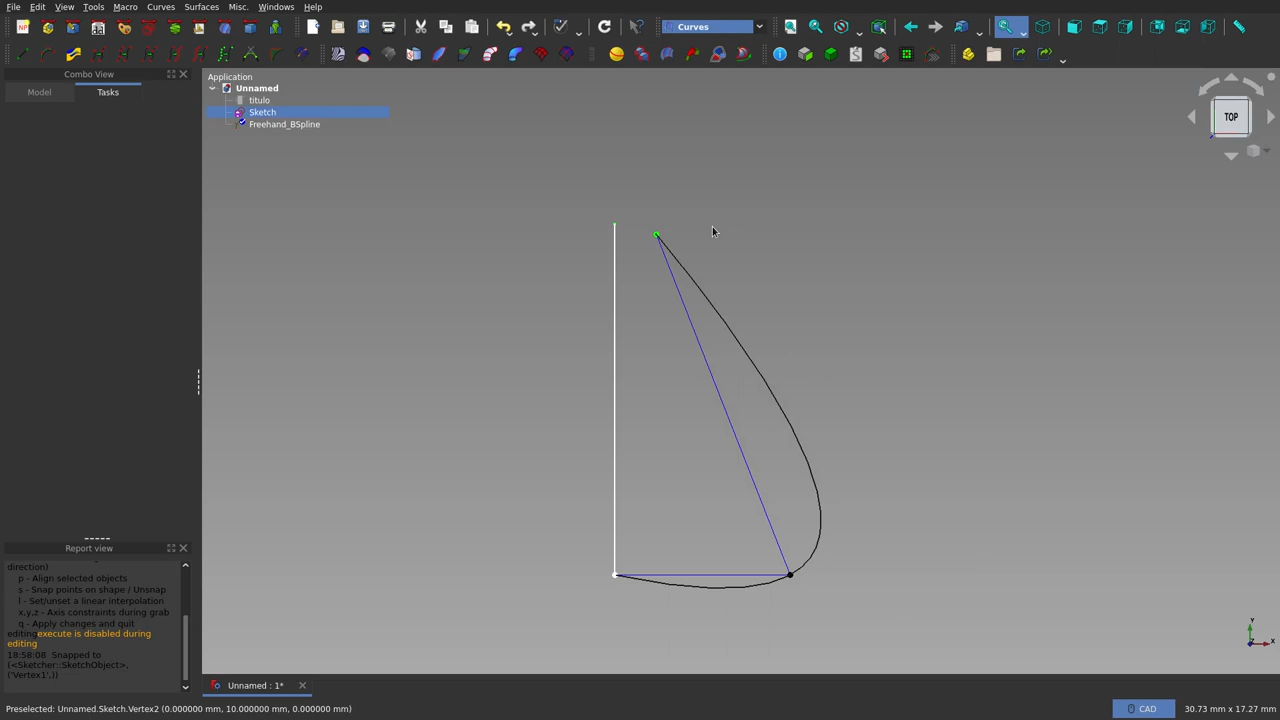 File Edit View Tools Macro Curves Surfaces Misc. Windows Help
Curves
Combo View
Model Tasks
Application
Unnamed
titulo
Sketch
Freehand_BSpline
TOP
Report view
direction)
p - Align selected objects
s - Snap points on shape / Unsnap
l - Set/unset a linear interpolation
x,y,z - Axis constraints during grab
q - Apply changes and quit
editingexecute is disabled during
editing
18:58:08 Snapped to
(<Sketcher::SketchObject>,
('Vertex1',))
Y
Z X
Unnamed : 1*
Preselected: Unnamed.Sketch.Vertex2 (0.000000 mm, 10.000000 mm, 0.000000 mm)
CAD
30.73 mm x 17.27 mm